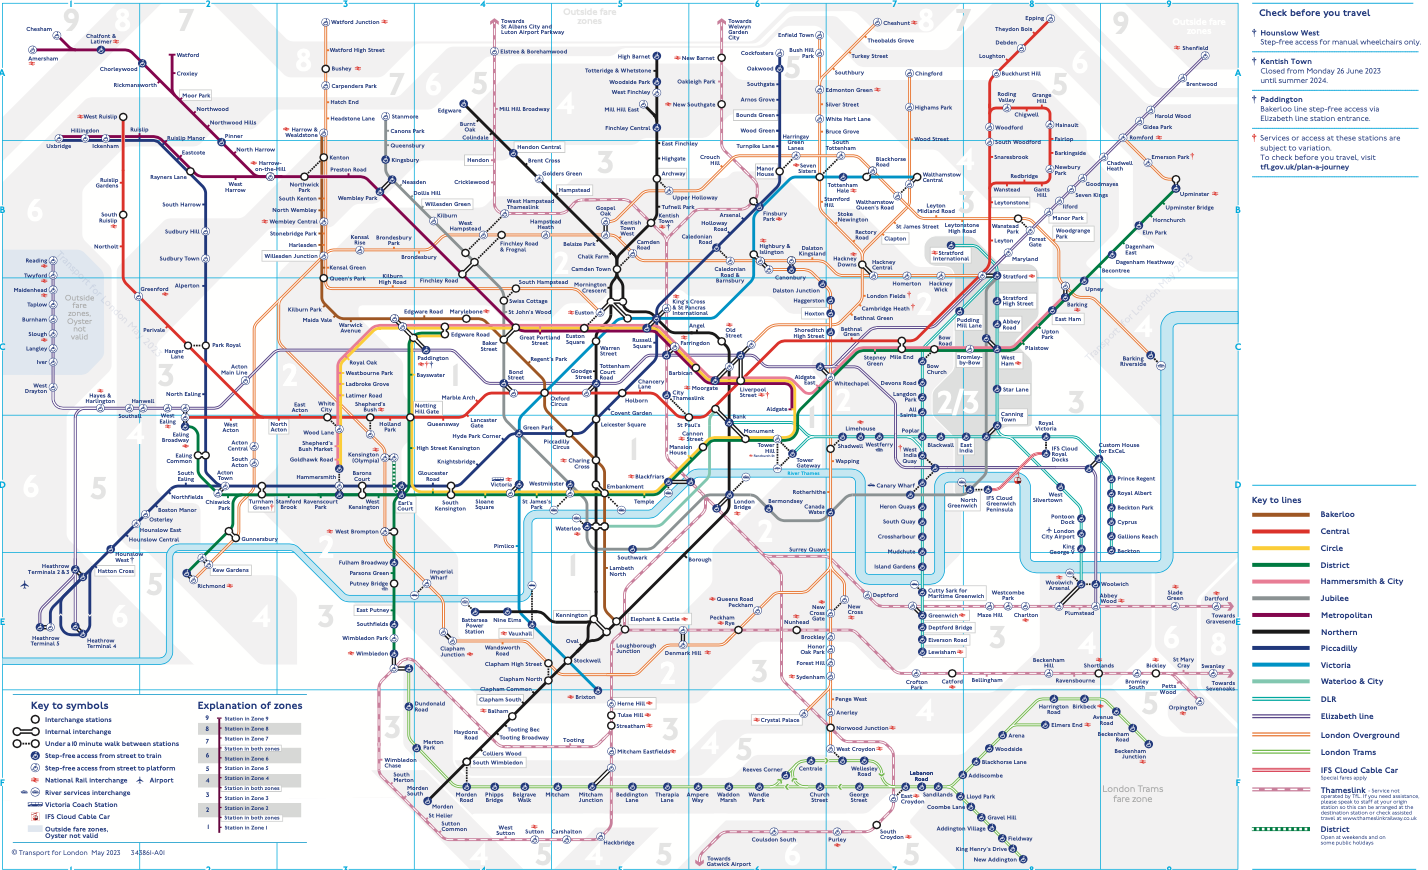 Chesham
Chalfont &
Latimer
Amersham
Chorleywood
Rickmansworth
Watford
Croxley
Moor Park
Northwood
Northwood Hills
Pinner
North Harrow
Harrow-
on-the-Hill
West Ruislip
Hillingdon
Ruislip
Uxbridge
Ickenham
Ruislip Manor
Eastcote
Rayners Lane
West
Harrow
Ruislip
Gardens
South
Ruislip
Northolt
South Harrow
Sudbury Hill
Sudbury Town
Alperton
Greenford
Perivale
Hanger
Lane
Park Royal
North Ealing
Reading
Twyford
Maidenhead
Taplow
Burnham
Slough
Langley
Iver
West
Drayton
Outside
fare
zones.
Oyster
not
valid
Hayes &
Harlington
Southall
Hanwell
West
Ealing
Ealing
Broadway
Ealing
Common
South
Ealing
Northfields
Boston Manor
Osterley
Hounslow East
Hounslow Central
Hounslow
West
Hatton Cross
Heathrow
Terminals 2 & 3
Heathrow
Terminal 5
Heathrow
Terminal 4
Acton
Main Line
Acton
Central
South
Acton
Acton
Town
Chiswick
Park
Turnham
Green
Stamford
Brook
Ravenscourt
Park
West
Kensington
Gunnersbury
Kew Gardens
Richmond
East
Acton
North
Acton
White
City
Shepherd's
Bush
Holland
Park
Wood Lane
Shepherd's
Bush Market
Goldhawk Road
Hammersmith
Barons
Court
Kensington
(Olympia)
Earl's
Court
West Brompton
Fulham Broadway
Parsons Green
Putney Bridge
East Putney
Southfields
Wimbledon Park
Wimbledon
Watford Junction
Watford High Street
Bushey
Carpenders Park
Hatch End
Headstone Lane
Harrow &
Wealdstone
Kenton
Northwick
Park
Preston Road
South Kenton
North Wembley
Wembley Central
Stonebridge Park
Harlesden
Willesden Junction
Kensal Green
Queen's Park
Kilburn Park
Maida Vale
Warwick
Avenue
Wembley Park
Stanmore
Canons Park
Queensbury
Kingsbury
Neasden
Dollis Hill
Willesden Green
Kilburn
West
Hampstead
Kensal
Rise
Brondesbury
Park
Brondesbury
Kilburn
High Road
Finchley Road
Finchley Road
& Frognal
Swiss Cottage
St John's Wood
South Hampstead
West Hampstead
Thameslink
Towards
St Albans City and
Luton Airport Parkway
Elstree & Borehamwood
Mill Hill Broadway
Hendon
Cricklewood
Edgware
Burnt
Oak
Colindale
Hendon Central
Brent Cross
Golders Green
Hampstead
Hampstead
Heath
Gospel
Oak
Belsize Park
Chalk Farm
Camden Town
Mornington
Crescent
Camden
Road
Kentish
Town
West
Kentish
Town
High Barnet
Totteridge & Whetstone
Woodside Park
West Finchley
Mill Hill East
Finchley Central
East Finchley
Highgate
Archway
Upper Holloway
Tufnell Park
Crouch
Hill
Towards
Welwyn
Garden
City
New Barnet
Oakleigh Park
New Southgate
Cockfosters
Oakwood
Southgate
Arnos Grove
Bounds Green
Wood Green
Turnpike Lane
Manor
House
Harringay
Green
Lanes
Finsbury
Park
Arsenal
Holloway
Road
Caledonian
Road
Caledonian
Road &
Barnsbury
Highbury &
Islington
Canonbury
Dalston
Kingsland
Dalston Junction
Haggerston
Hoxton
Shoreditch
High Street
Enfield Town
Bush Hill
Park
Edmonton Green
Silver Street
White Hart Lane
Bruce Grove
Seven
Sisters
South
Tottenham
Tottenham
Hale
Blackhorse
Road
Walthamstow
Central
Stamford
Hill
Stoke
Newington
Walthamstow
Queen's Road
Rectory
Road
St James Street
Clapton
Hackney
Downs
Hackney
Central
London Fields
Cambridge Heath
Bethnal Green
Homerton
Hackney
Wick
Cheshunt
Theobalds Grove
Turkey Street
Southbury
Chingford
Highams Park
Wood Street
Leyton
Midland Road
Leytonstone
High Road
Epping
Theydon Bois
Debden
Loughton
Buckhurst Hill
Roding
Valley
Grange
Hill
Chigwell
Woodford
Hainault
South Woodford
Fairlop
Barkingside
Snaresbrook
Newbury
Park
Redbridge
Wanstead
Gants
Hill
Leytonstone
Leyton
Wanstead
Park
Woodgrange
Park
Forest
Gate
Manor Park
Maryland
Ilford
Seven Kings
Goodmayes
Chadwell
Heath
Romford
Gidea Park
Harold Wood
Brentwood
Shenfield
Emerson Park
Upminster
Upminster Bridge
Hornchurch
Elm Park
Dagenham
East
Dagenham Heathway
Becontree
Upney
Barking
East Ham
Upton
Park
Plaistow
Barking
Riverside
Stratford
International
Stratford
Stratford
High Street
Abbey
Road
West
Ham
Star Lane
Canning
Town
Pudding
Mill Lane
Bow
Road
Bromley-
by-Bow
Bow
Church
Mile End
Stepney
Green
Bethnal
Green
Whitechapel
Devons Road
Langdon
Park
All
Saints
Poplar
Blackwall
East
India
West
India Quay
Limehouse
Westferry
Shadwell
Wapping
Rotherhithe
Canada
Water
Canary Wharf
Heron Quays
South Quay
Crossharbour
Mudchute
Island Gardens
Cutty Sark for
Maritime Greenwich
Greenwich
Deptford Bridge
Elverson Road
Lewisham
Royal
Victoria
IFS Cloud
Royal
Docks
Custom House
for ExCeL
Prince Regent
Royal Albert
Beckton Park
Cyprus
Gallions Reach
Beckton
West
Silvertown
Pontoon
Dock
London
City Airport
King
George V
Woolwich
Arsenal
Woolwich
North
Greenwich
IFS Cloud
Greenwich
Peninsula
Plumstead
Abbey
Wood
Slade
Green
Dartford
Towards
Gravesend
Deptford
Maze Hill
Westcombe
Park
Charlton
Edgware Road
Marylebone
Edgware Road
Baker
Street
Great Portland
Street
Regent's Park
Euston
Square
Euston
King's Cross
& St Pancras
International
Warren
Street
Goodge
Street
Russell
Square
Angel
Old
Street
Farringdon
Barbican
Moorgate
Liverpool
Street
Aldgate
East
Aldgate
Royal Oak
Westbourne Park
Ladbroke Grove
Latimer Road
Paddington
Bayswater
Notting
Hill Gate
Queensway
Lancaster
Gate
Marble Arch
Bond
Street
Oxford
Circus
Tottenham
Court
Road
Holborn
Chancery
Lane
City
Thameslink
St Paul's
Bank
Monument
Tower
Hill
Tower
Gateway
Cannon
Street
Mansion
House
Blackfriars
Temple
Embankment
Charing
Cross
Leicester Square
Covent Garden
Piccadilly
Circus
Green Park
Hyde Park Corner
Knightsbridge
High Street Kensington
Gloucester
Road
South
Kensington
Sloane
Square
Victoria
St James's
Park
Westminster
Waterloo
Southwark
London
Bridge
Bermondsey
Borough
Lambeth
North
Elephant & Castle
Kennington
Oval
Stockwell
Pimlico
Vauxhall
Nine Elms
Battersea
Power
Station
Imperial
Wharf
Clapham
Junction
Wandsworth
Road
Clapham High Street
Clapham North
Clapham Common
Clapham South
Balham
Tooting Bec
Tooting Broadway
Colliers Wood
South Wimbledon
Morden
Brixton
Loughborough
Junction
Denmark Hill
Peckham
Rye
Queens Road
Peckham
Nunhead
Surrey Quays
New
Cross
Gate
New
Cross
Brockley
Honor
Oak Park
Forest Hill
Sydenham
Crystal Palace
Penge West
Anerley
Norwood Junction
West Croydon
Crofton
Park
Catford
Bellingham
Beckenham
Hill
Ravensbourne
Shortlands
Bromley
South
Bickley
St Mary
Cray
Petts
Wood
Swanley
Towards
Sevenoaks
Orpington
Herne Hill
Tulse Hill
Streatham
Tooting
Mitcham Eastfields
Haydons
Road
Wimbledon
Chase
South
Merton
Morden
South
St Helier
Sutton
Common
West
Sutton
Sutton
Carshalton
Hackbridge
Dundonald
Road
Merton
Park
Morden
Road
Phipps
Bridge
Belgrave
Walk
Mitcham
Mitcham
Junction
Beddington
Lane
Therapia
Lane
Ampere
Way
Waddon
Marsh
Wandle
Park
Reeves Corner
Centrale
Church
Street
Wellesley
Road
George
Street
East
Croydon
Lebanon
Road
Sandilands
South
Croydon
Purley
Coulsdon South
Towards
Gatwick Airport
Lloyd Park
Coombe Lane
Gravel Hill
Addington Village
Fieldway
King Henry's Drive
New Addington
Addiscombe
Blackhorse Lane
Woodside
Arena
Elmers End
Harrington
Road
Birkbeck
Avenue
Road
Beckenham
Road
Beckenham
Junction
London Trams
fare zone
River Thames
Outside fare
zones
Outside fare
zones
Key to symbols
Interchange stations
Internal interchange
Under a 10 minute walk between stations
Step-free access from street to train
Step-free access from street to platform
National Rail interchange
Airport
River services interchange
Victoria Coach Station
IFS Cloud Cable Car
Outside fare zones,
Oyster not valid
Explanation of zones
9 Station in Zone 9
8 Station in Zone 8
7 Station in Zone 7
Station in both zones
6 Station in Zone 6
5 Station in Zone 5
4 Station in Zone 4
Station in both zones
3 Station in Zone 3
2 Station in Zone 2
Station in both zones
1 Station in Zone 1
© Transport for London May 2023 343861-A01
Check before you travel
† Hounslow West
Step-free access for manual wheelchairs only.
† Kentish Town
Closed from Monday 26 June 2023
until summer 2024.
† Paddington
Bakerloo line step-free access via
Elizabeth line station entrance.
† Services or access at these stations are
subject to variation.
To check before you travel, visit
tfl.gov.uk/plan-a-journey
Key to lines
Bakerloo
Central
Circle
District
Hammersmith & City
Jubilee
Metropolitan
Northern
Piccadilly
Victoria
Waterloo & City
DLR
Elizabeth line
London Overground
London Trams
IFS Cloud Cable Car
Special fares apply
Thameslink - Service not
operated by TfL. If you need assistance,
please speak to staff at your origin
station so this can be arranged at the
destination station or check assisted
travel at www.thameslinkrailway.co.uk
District
Open at weekends and on
some public holidays